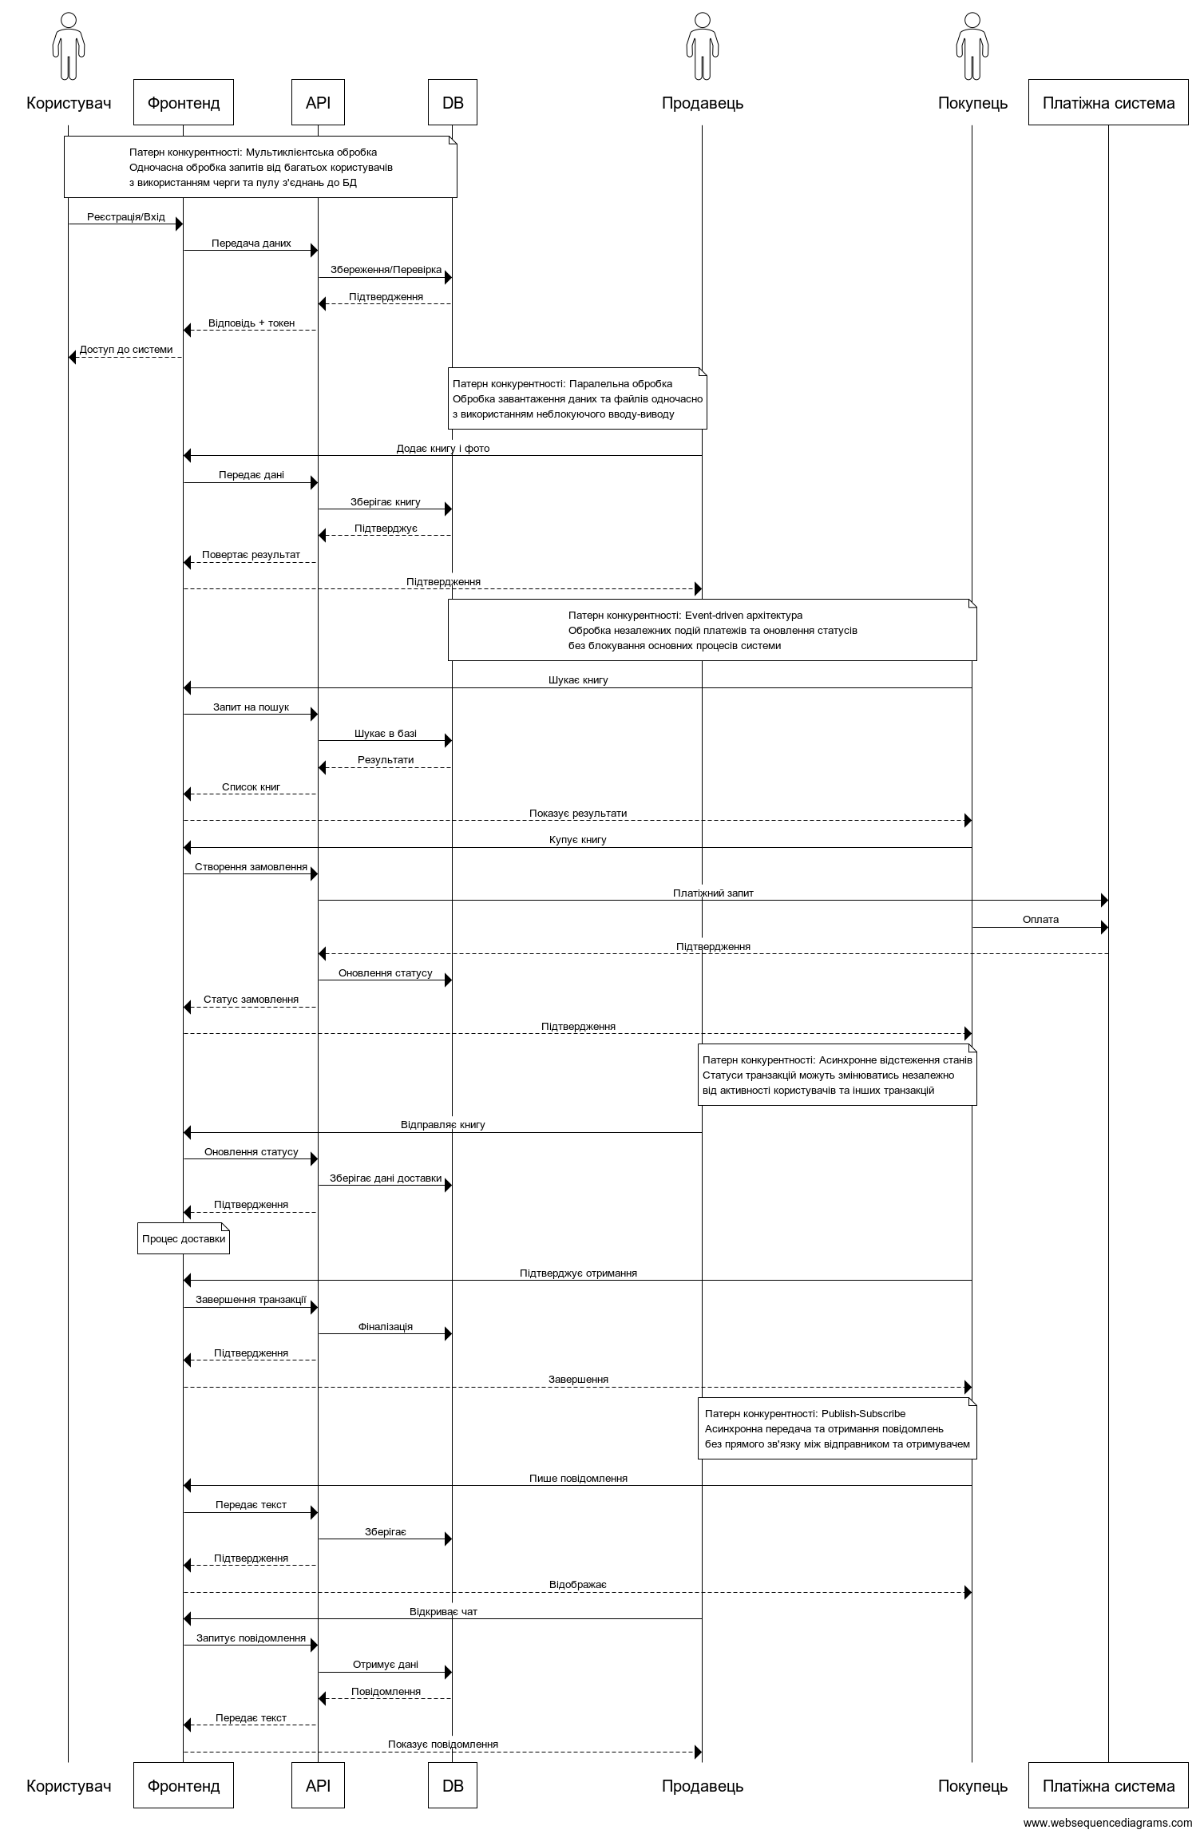 Користувач
Фронтенд
API
DB
Продавець
Покупець
Платіжна система
Патерн конкурентності: Мультиклієнтська обробка
Одночасна обробка запитів від багатьох користувачів
з використанням черги та пулу з'єднань до БД
Реєстрація/Вхід
Передача даних
Збереження/Перевірка
Підтвердження
Відповідь + токен
Доступ до системи
Патерн конкурентності: Паралельна обробка
Обробка завантаження даних та файлів одночасно
з використанням неблокуючого вводу-виводу
Додає книгу і фото
Передає дані
Зберігає книгу
Підтверджує
Повертає результат
Підтвердження
Патерн конкурентності: Event-driven архітектура
Обробка незалежних подій платежів та оновлення статусів
без блокування основних процесів системи
Шукає книгу
Запит на пошук
Шукає в базі
Результати
Список книг
Показує результати
Купує книгу
Створення замовлення
Платіжний запит
Оплата
Підтвердження
Оновлення статусу
Статус замовлення
Підтвердження
Патерн конкурентності: Асинхронне відстеження станів
Статуси транзакцій можуть змінюватись незалежно
від активності користувачів та інших транзакцій
Відправляє книгу
Оновлення статусу
Зберігає дані доставки
Підтвердження
Процес доставки
Підтверджує отримання
Завершення транзакції
Фіналізація
Підтвердження
Завершення
Патерн конкурентності: Publish-Subscribe
Асинхронна передача та отримання повідомлень
без прямого зв'язку між відправником та отримувачем
Пише повідомлення
Передає текст
Зберігає
Підтвердження
Відображає
Відкриває чат
Запитує повідомлення
Отримує дані
Повідомлення
Передає текст
Показує повідомлення
Користувач
Фронтенд
API
DB
Продавець
Покупець
Платіжна система
www.websequencediagrams.com